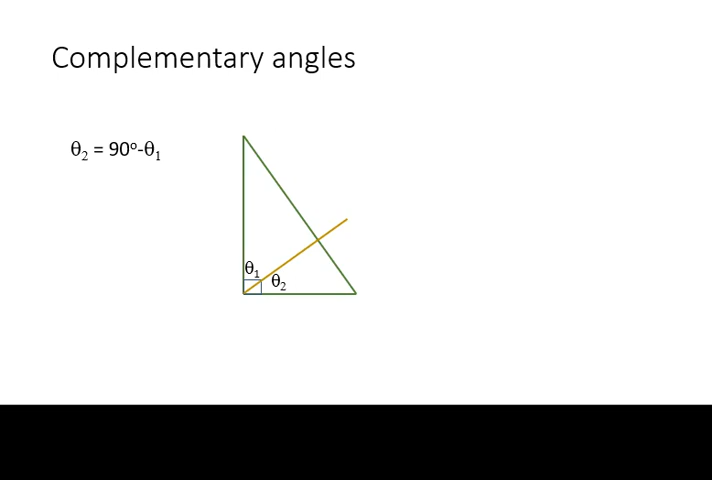 Complementary angles
θ₂ = 90º-θ₁
θ₁
θ₂